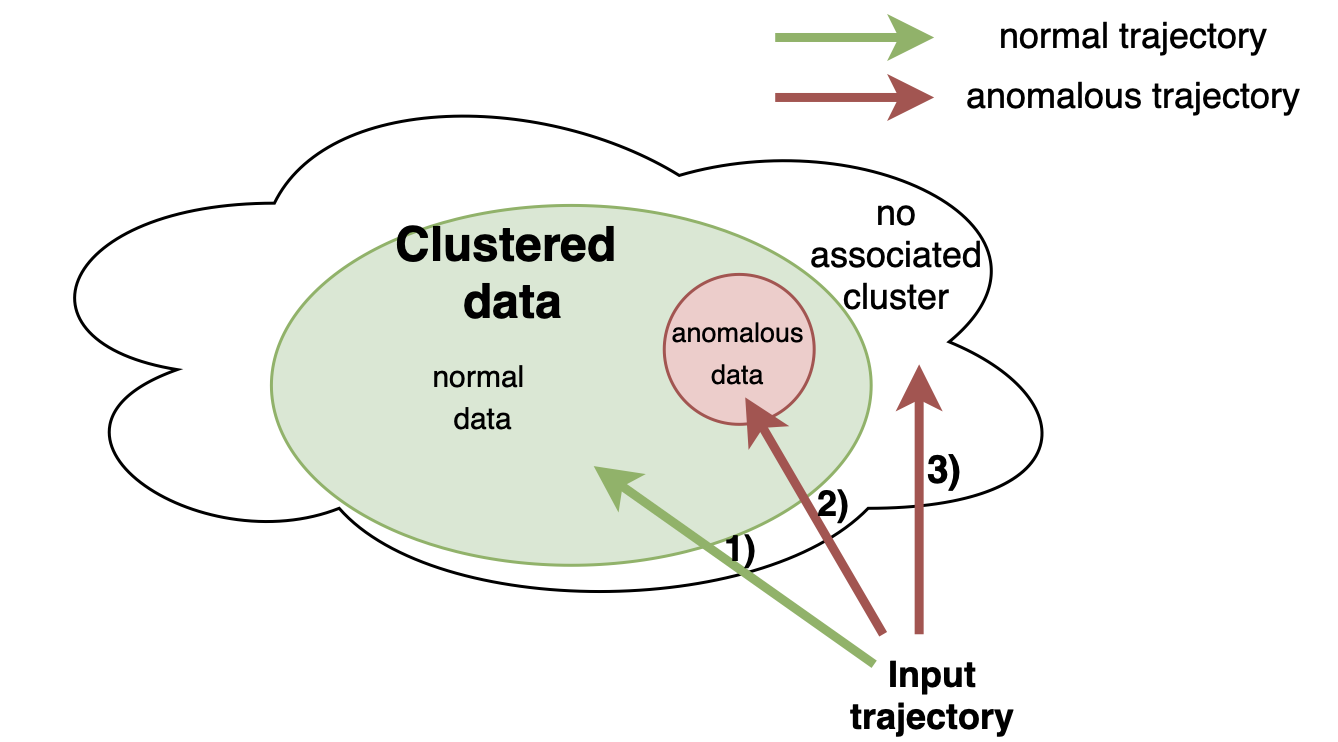 normal trajectory
anomalous trajectory
no
associated
cluster
Clustered
data
anomalous
data
normal
data
3)
2)
1)
Input
trajectory